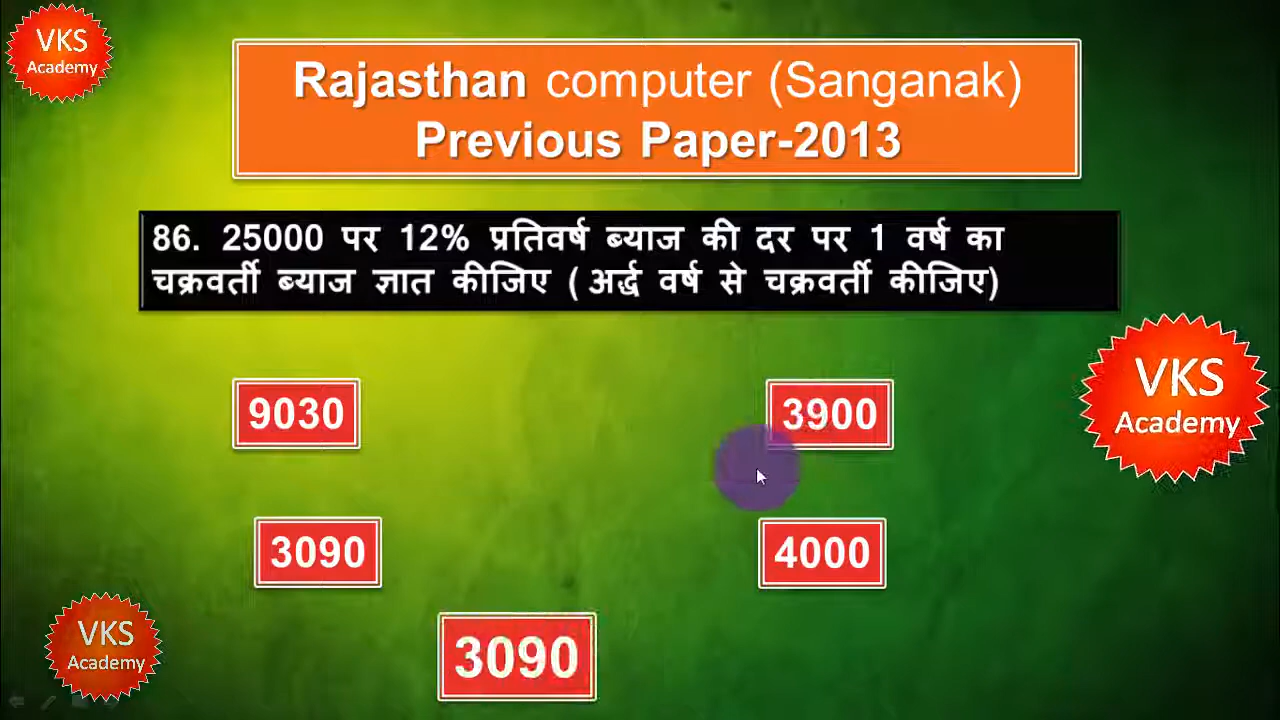 VKS
Academy
Rajasthan computer (Sanganak)
Previous Paper-2013
86. 25000 पर 12% प्रतिवर्ष ब्याज की दर पर 1 वर्ष का
चक्रवर्ती ब्याज ज्ञात कीजिए ( अर्द्ध वर्ष से चक्रवर्ती कीजिए)
9030
3900
VKS
Academy
3090
4000
VKS
Academy
3090